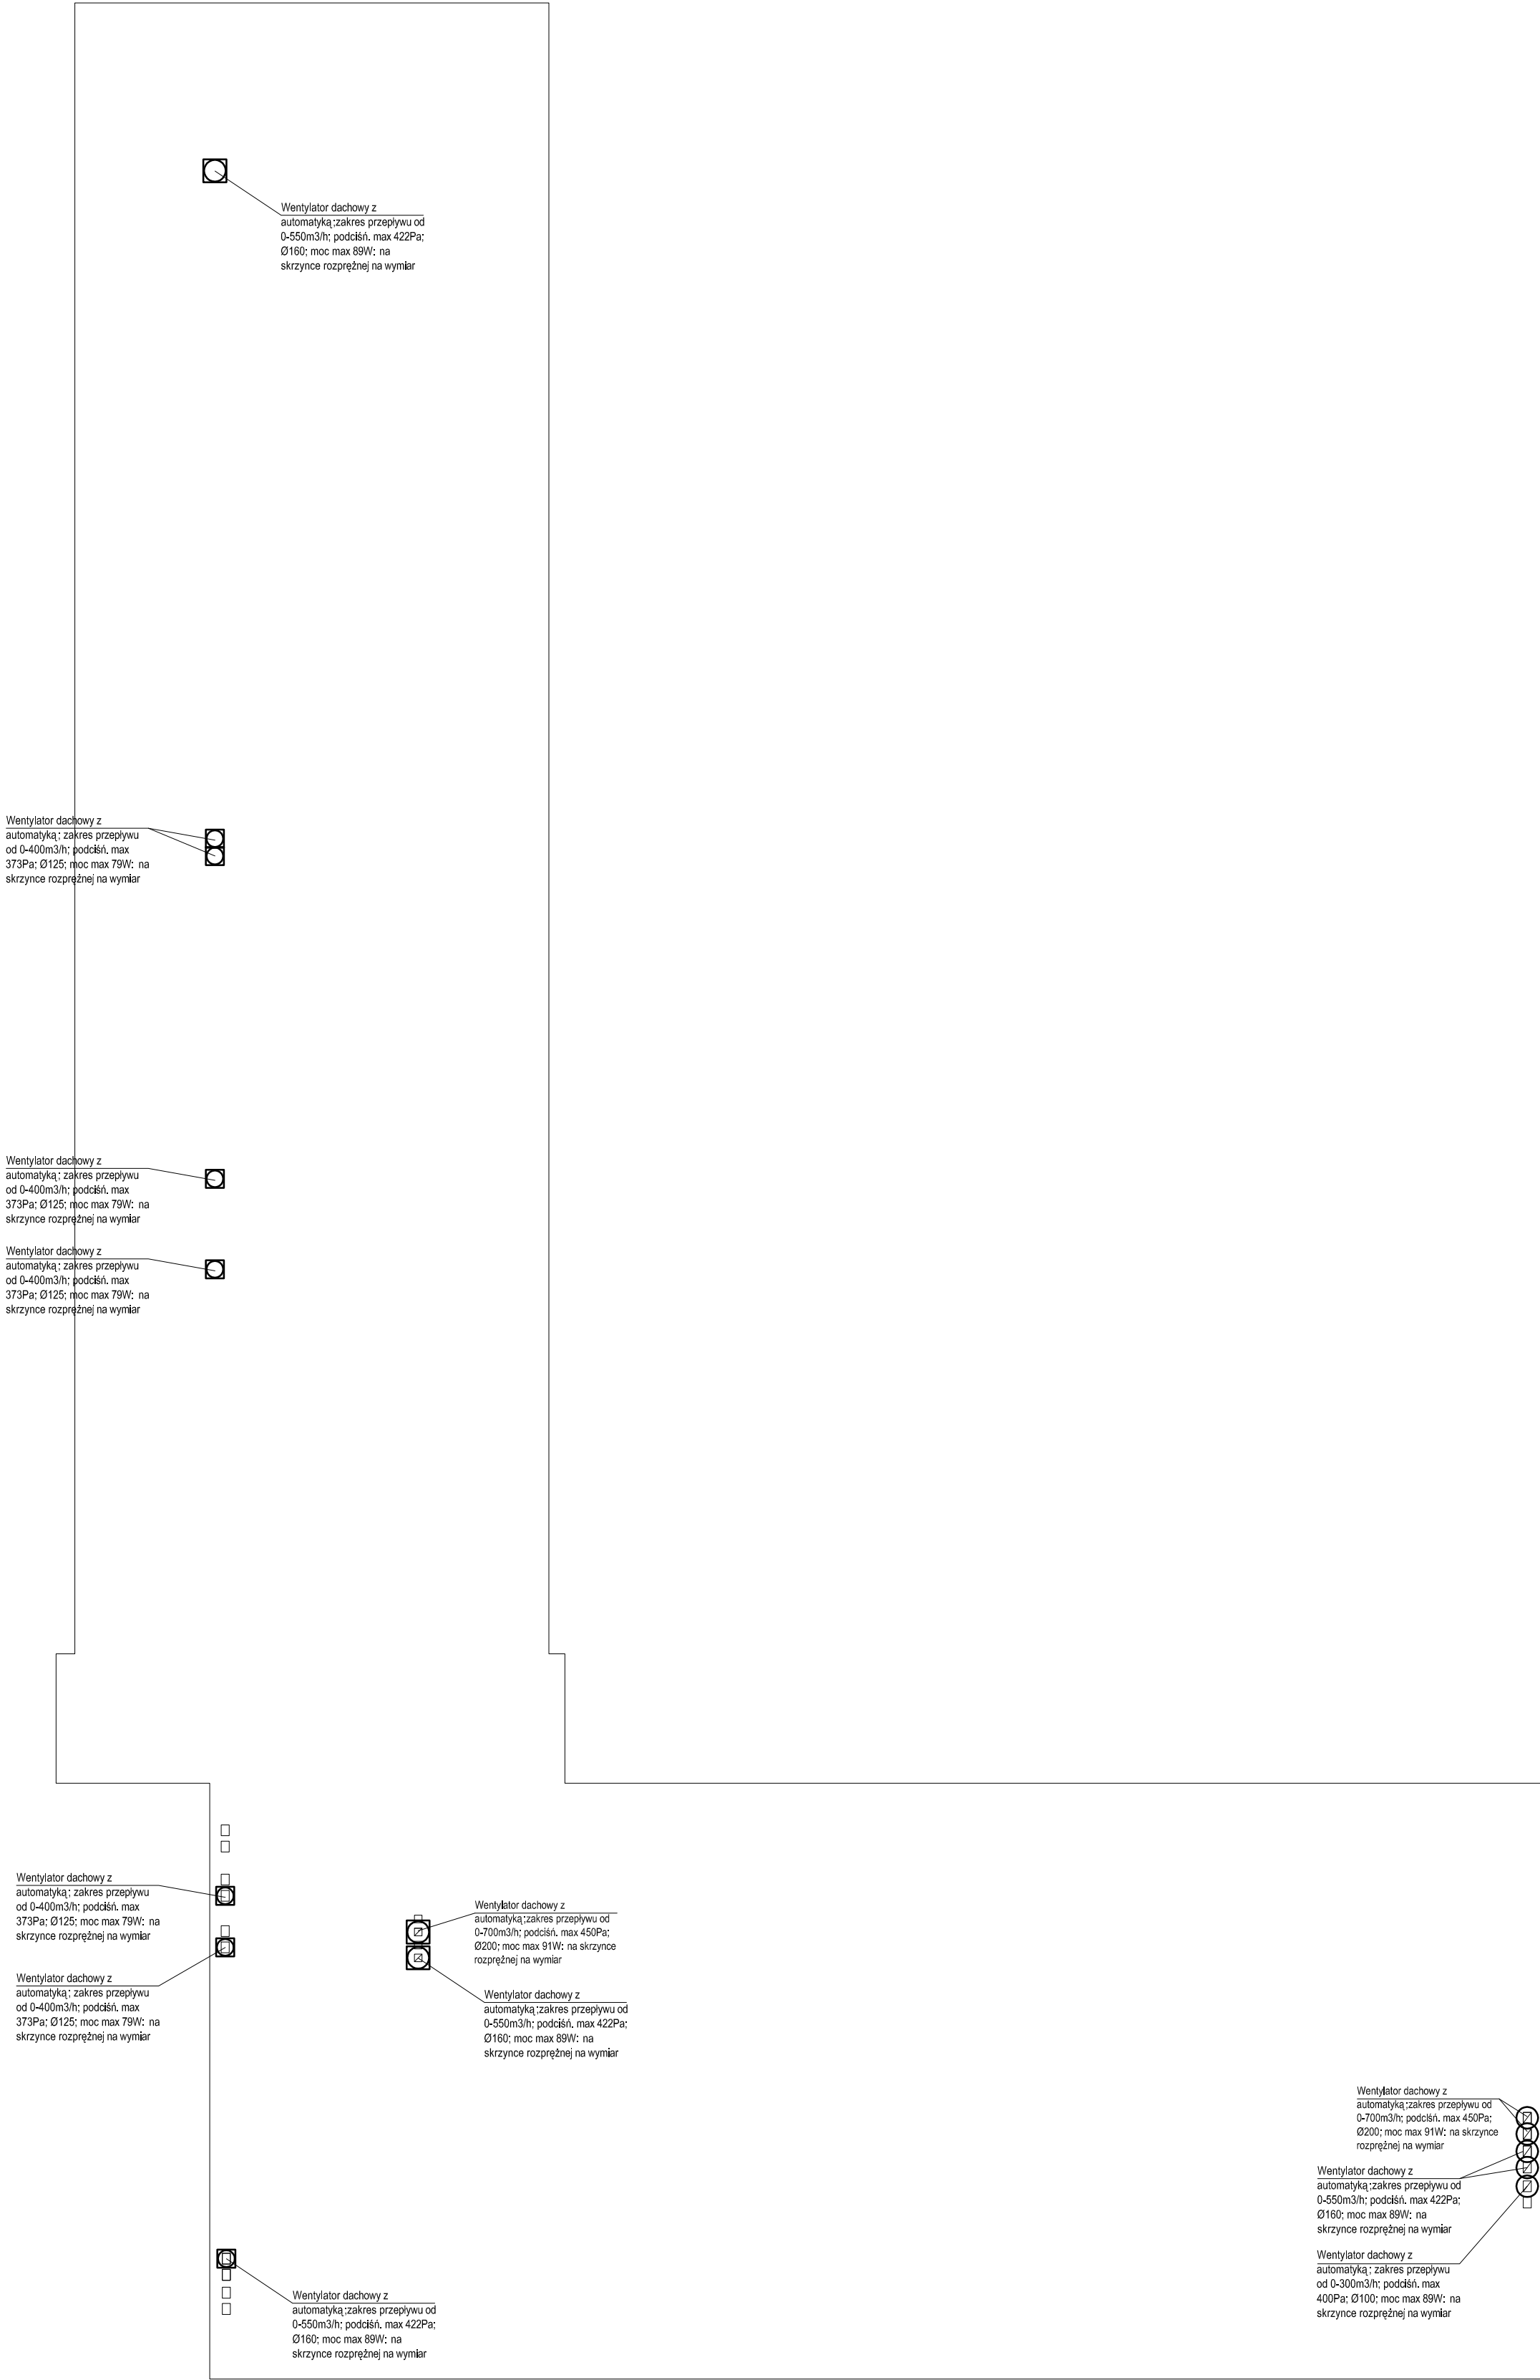 Wentylator dachowy z
automatyką;zakres przepływu od
0-550m3/h; podciśń. max 422Pa;
Ø160; moc max 89W; na
skrzynce rozprężnej na wymiar
Wentylator dachowy z
automatyką; zakres przepływu
od 0-400m3/h; podciśń. max
373Pa; Ø125; moc max 79W; na
skrzynce rozprężnej na wymiar
Wentylator dachowy z
automatyką; zakres przepływu
od 0-400m3/h; podciśń. max
373Pa; Ø125; moc max 79W; na
skrzynce rozprężnej na wymiar
Wentylator dachowy z
automatyką; zakres przepływu
od 0-400m3/h; podciśń. max
373Pa; Ø125; moc max 79W; na
skrzynce rozprężnej na wymiar
Wentylator dachowy z
automatyką; zakres przepływu
od 0-400m3/h; podciśń. max
373Pa; Ø125; moc max 79W; na
skrzynce rozprężnej na wymiar
Wentylator dachowy z
automatyką;zakres przepływu od
0-700m3/h; podciśń. max 450Pa;
Ø200; moc max 91W; na skrzynce
rozprężnej na wymiar
Wentylator dachowy z
automatyką; zakres przepływu
od 0-400m3/h; podciśń. max
373Pa; Ø125; moc max 79W; na
skrzynce rozprężnej na wymiar
Wentylator dachowy z
automatyką;zakres przepływu od
0-550m3/h; podciśń. max 422Pa;
Ø160; moc max 89W; na
skrzynce rozprężnej na wymiar
Wentylator dachowy z
automatyką;zakres przepływu od
0-700m3/h; podciśń. max 450Pa;
Ø200; moc max 91W; na skrzynce
rozprężnej na wymiar
Wentylator dachowy z
automatyką;zakres przepływu od
0-550m3/h; podciśń. max 422Pa;
Ø160; moc max 89W; na
skrzynce rozprężnej na wymiar
Wentylator dachowy z
automatyką; zakres przepływu
od 0-300m3/h; podciśń. max
400Pa; Ø100; moc max 89W; na
skrzynce rozprężnej na wymiar
Wentylator dachowy z
automatyką;zakres przepływu od
0-550m3/h; podciśń. max 422Pa;
Ø160; moc max 89W; na
skrzynce rozprężnej na wymiar